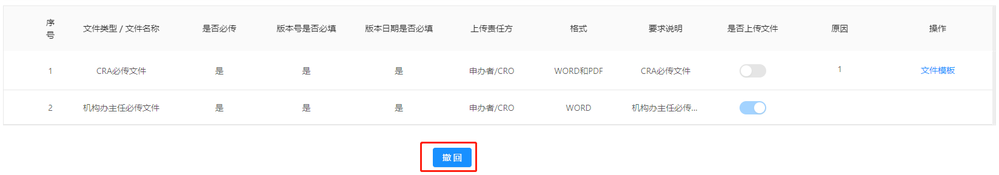 序号 文件类型 / 文件名称 是否必传 版本号是否必填 版本日期是否必填 上传责任方 格式 要求说明 是否上传文件 原因 操作
1 CRA必传文件 是 是 是 申办者/CRO WORD和PDF CRA必传文件 1 文件模板
2 机构办主任必传文件 是 是 是 申办者/CRO WORD 机构办主任必传...
撤 回